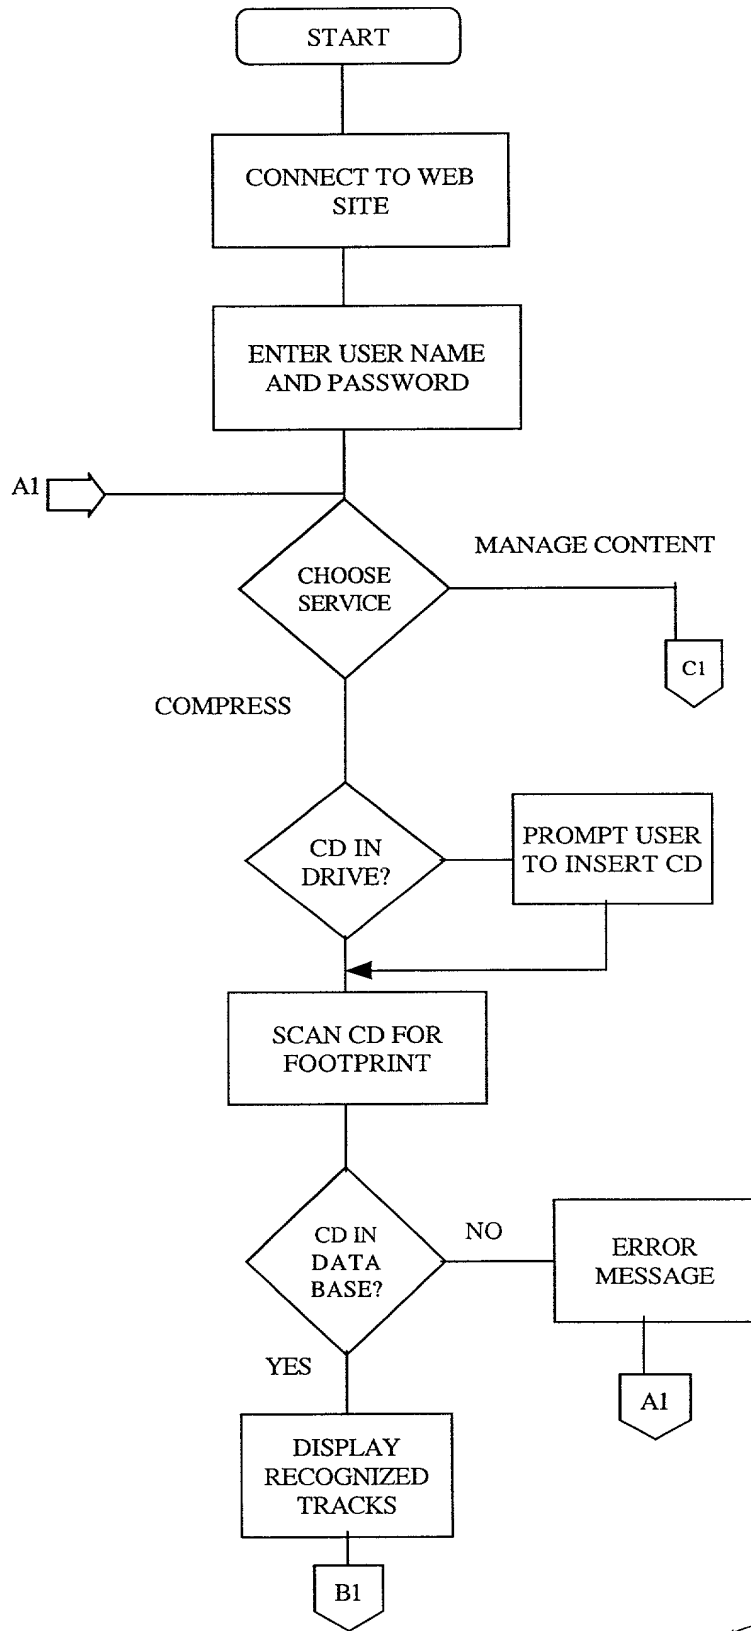 START
CONNECT TO WEB
SITE
ENTER USER NAME
AND PASSWORD
A1
CHOOSE
SERVICE
MANAGE CONTENT
C1
COMPRESS
CD IN
DRIVE?
PROMPT USER
TO INSERT CD
SCAN CD FOR
FOOTPRINT
CD IN
DATA
BASE?
NO
ERROR
MESSAGE
YES
A1
DISPLAY
RECOGNIZED
TRACKS
B1